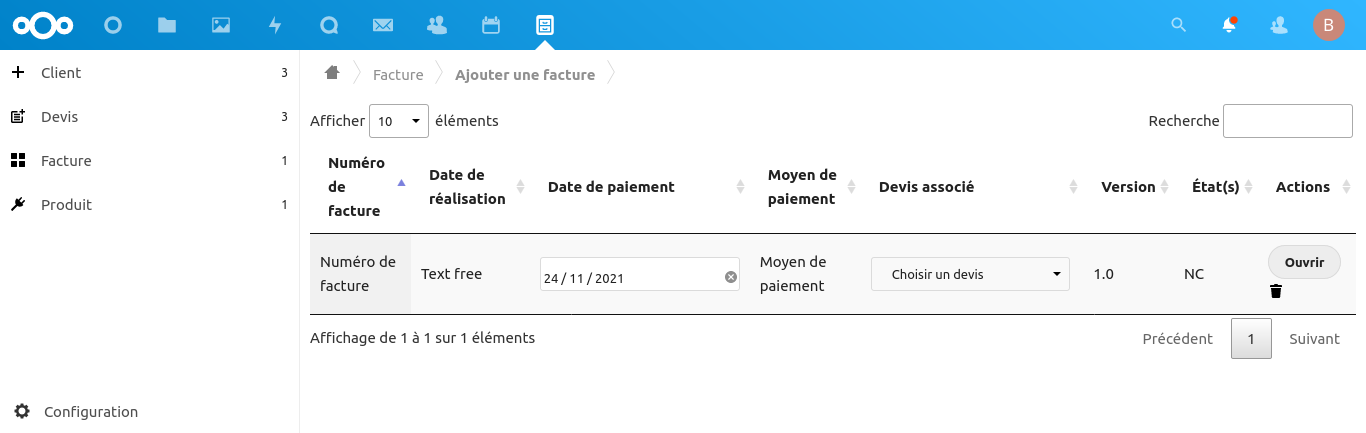 B
Client 3
Devis 3
Facture 1
Produit 1
Configuration
Facture Ajouter une facture
Afficher 10 éléments Recherche
Numéro de facture Date de réalisation Date de paiement Moyen de paiement Devis associé Version État(s) Actions
Numéro de facture Text free 24 / 11 / 2021 Moyen de paiement Choisir un devis 1.0 NC Ouvrir
Affichage de 1 à 1 sur 1 éléments Précédent 1 Suivant